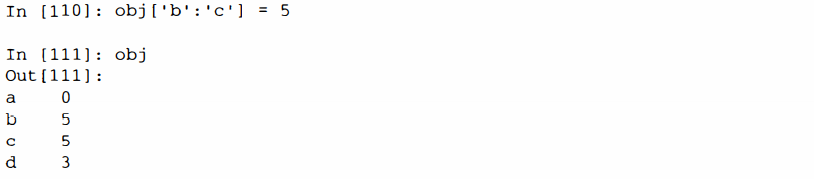 In [110]: obj['b':'c'] = 5
In [111]: obj
Out[111]:
a    0
b    5
c    5
d    3